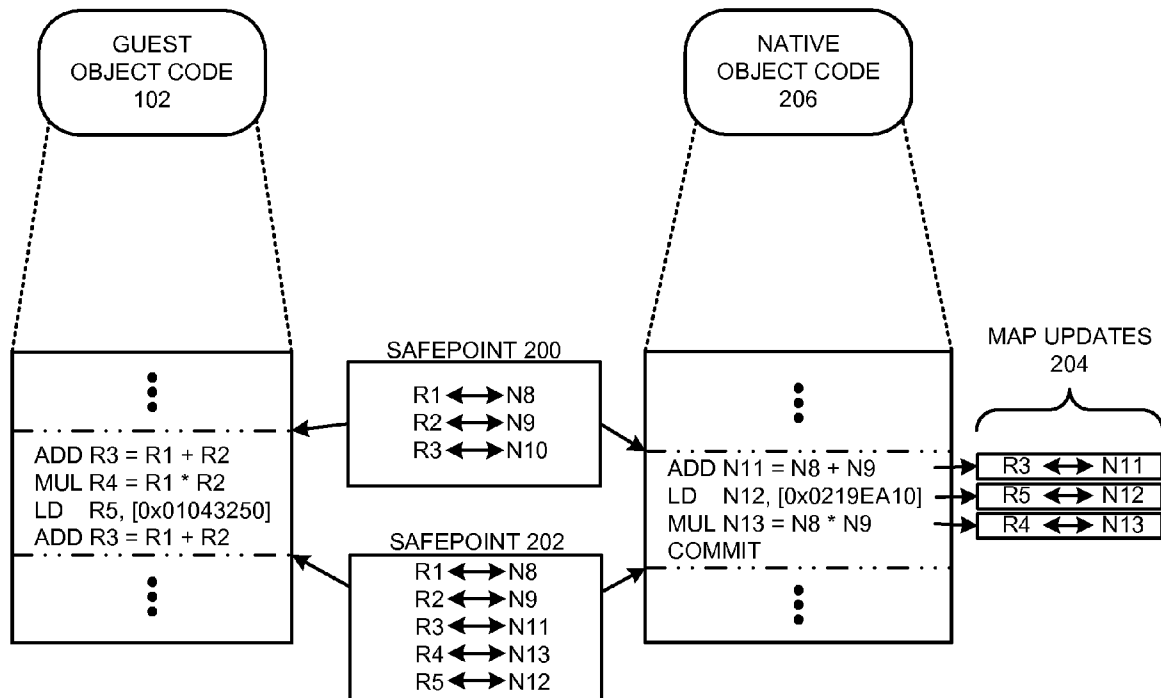 GUEST
OBJECT CODE
102
NATIVE
OBJECT CODE
206
ADD R3 = R1 + R2
MUL R4 = R1 * R2
LD R5, [0x01043250]
ADD R3 = R1 + R2
SAFEPOINT 200
R1 N8
R2 N9
R3 N10
SAFEPOINT 202
R1 N8
R2 N9
R3 N11
R4 N13
R5 N12
ADD N11 = N8 + N9
LD N12, [0x0219EA10]
MUL N13 = N8 * N9
COMMIT
MAP UPDATES
204
R3 N11
R5 N12
R4 N13